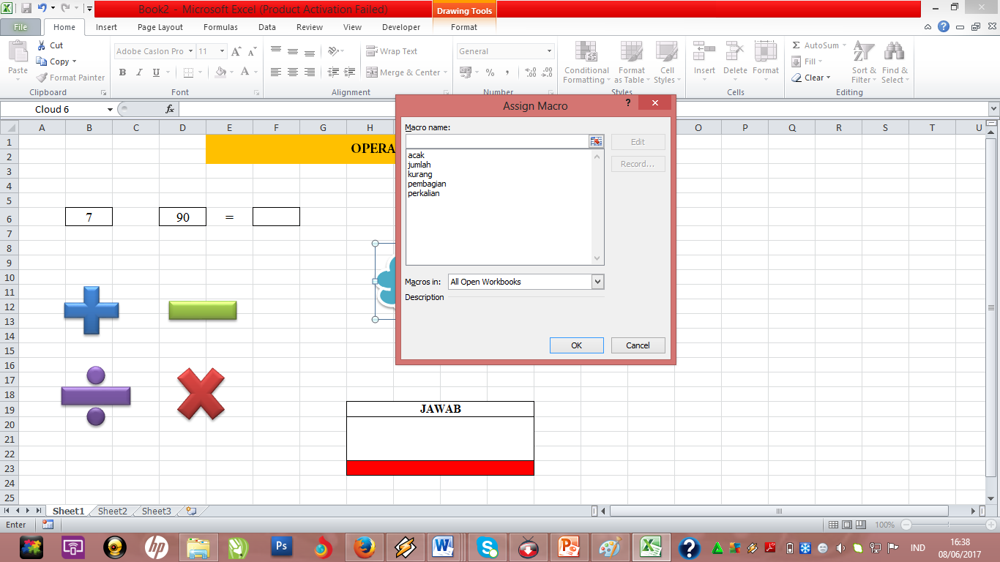 Book2 - Microsoft Excel (Product Activation Failed)
Drawing Tools
File Home Insert Page Layout Formulas Data Review View Developer Format
Paste
Cut
Copy
Format Painter
Clipboard
Adobe Caslon Pro 11
B I U
Font
Wrap Text
Merge & Center
Alignment
General
% , 
Number
Conditional Formatting
Format as Table
Cell Styles
Styles
Insert Delete Format
Cells
AutoSum
Fill
Clear
Sort & Filter
Find & Select
Editing
Cloud 6 fx
A B C D E F G H O P Q R S T U
1
2 OPERA
3
4
5
6 7 90 =
7
8
9
10
11
12
13
14
15
16
17
18
19 JAWAB
20
21
22
23
24
25
Assign Macro
Macro name:
acak
jumlah
kurang
pembagian
perkalian
Edit
Record...
Macros in: All Open Workbooks
Description
OK Cancel
Sheet1 Sheet2 Sheet3
Enter 100%
hp Ps W S P X ? IND
16:38
08/06/2017